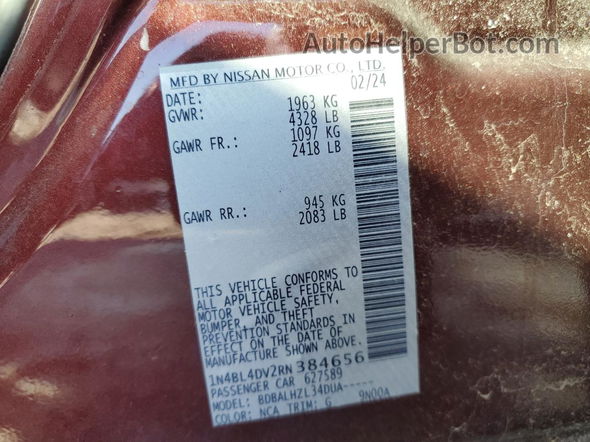 AutoHelperBot.com
MFD BY NISSAN MOTOR CO., LTD.
DATE: 02/24
GVWR: 1963 KG
4328 LB
GAWR FR.: 1097 KG
2418 LB
GAWR RR.: 945 KG
2083 LB
THIS VEHICLE CONFORMS TO
ALL APPLICABLE FEDERAL
MOTOR VEHICLE SAFETY,
BUMPER, AND THEFT
PREVENTION STANDARDS IN
EFFECT ON THE DATE OF
MANUFACTURE SHOWN ABOVE.
1N4BL4DV2RN384656
PASSENGER CAR 627589
MODEL: BDBALHZL34DUA-----
COLOR: NCA TRIM: G 9N00A